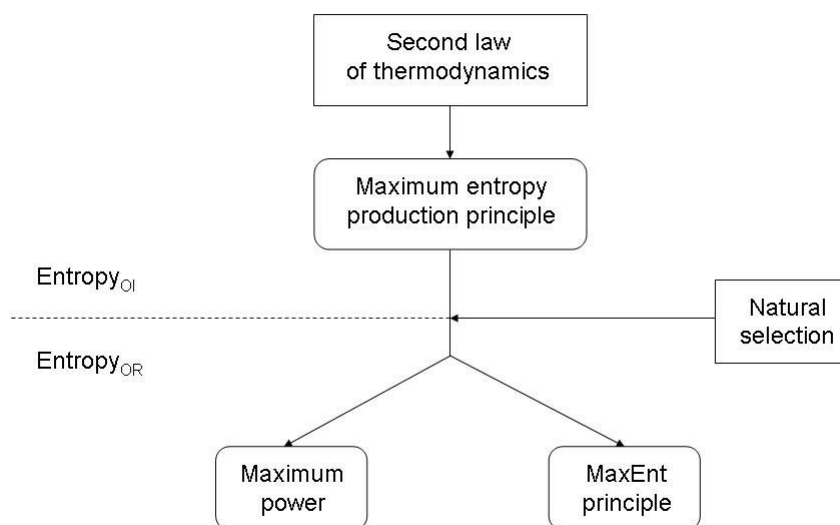 Second law
of thermodynamics
Maximum entropy
production principle
Entropy_OI
Natural
selection
Entropy_OR
Maximum
power
MaxEnt
principle